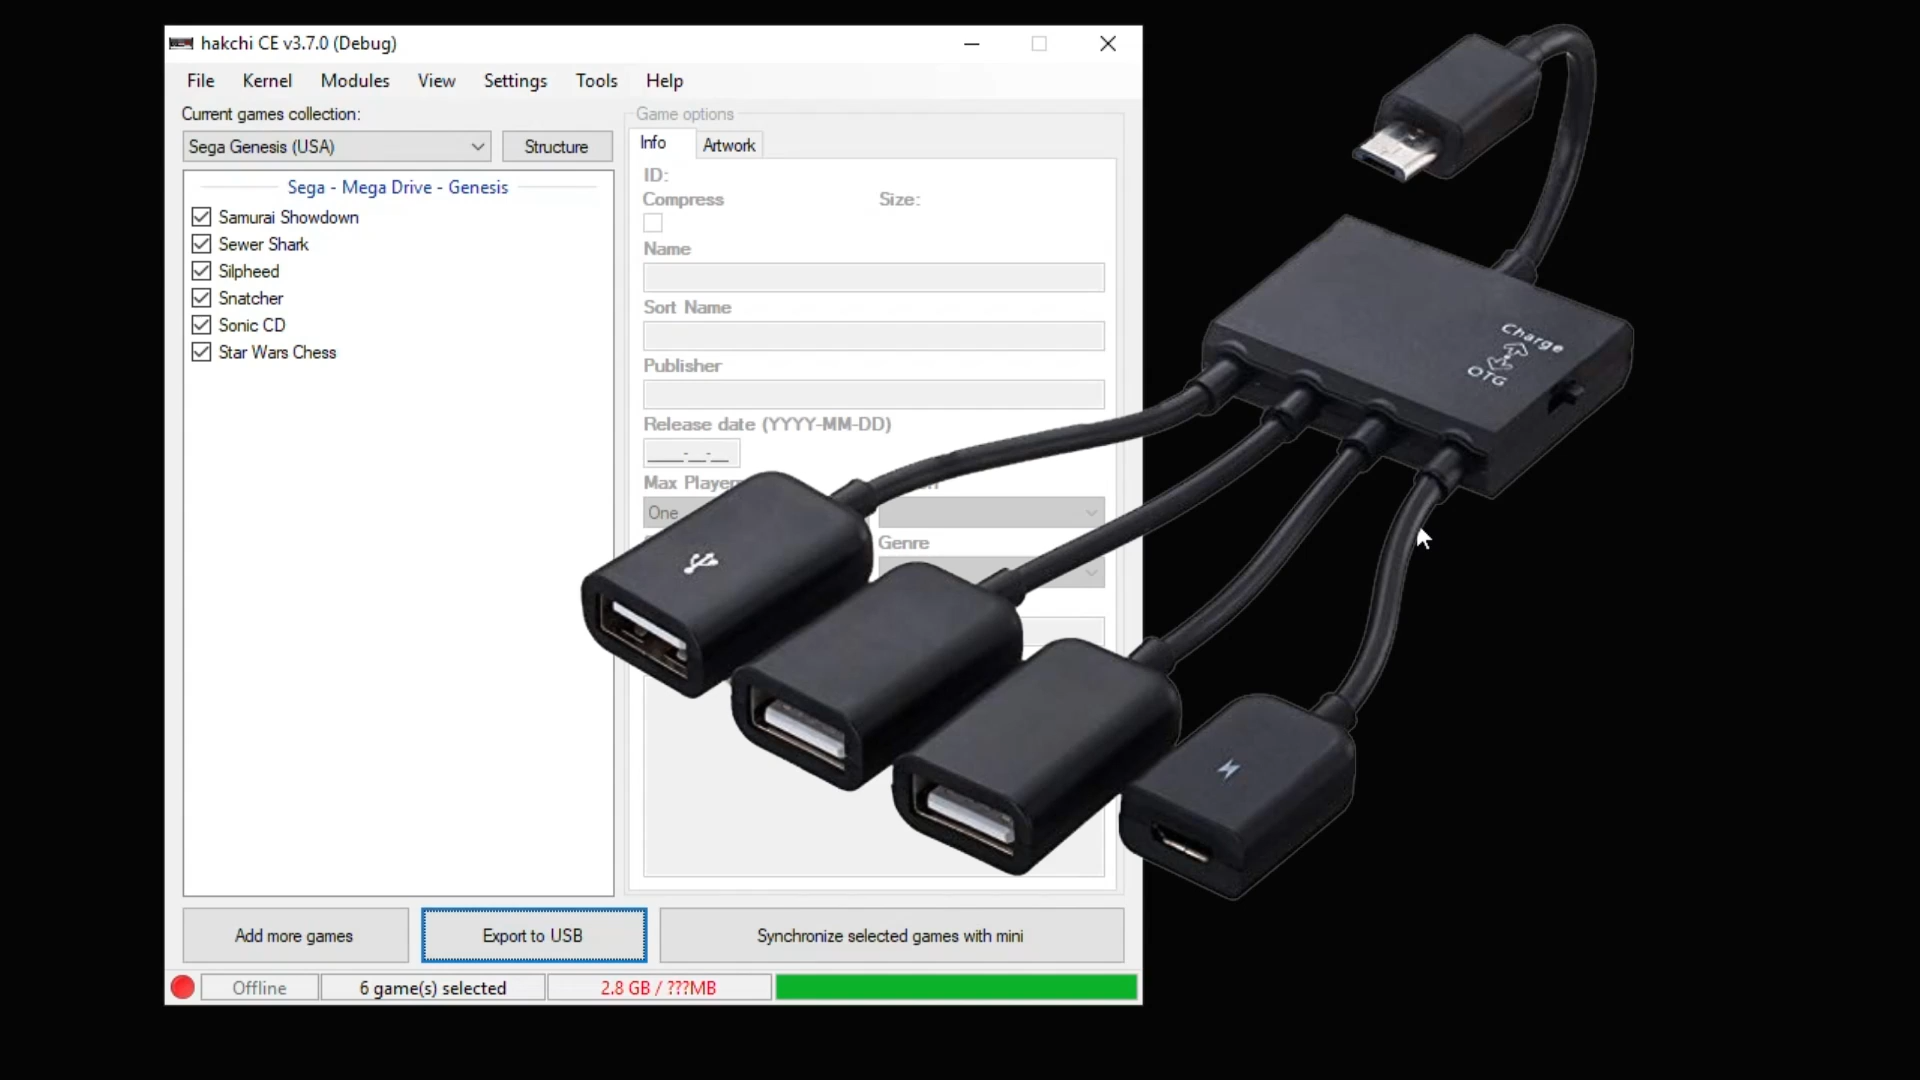 hakchi CE v3.7.0 (Debug)
File Kernel Modules View Settings Tools Help
Current games collection:
Sega Genesis (USA)
Structure
Sega - Mega Drive - Genesis
Samurai Showdown
Sewer Shark
Silpheed
Snatcher
Sonic CD
Star Wars Chess
Game options
Info Artwork
ID:
Compress Size:
Name
Sort Name
Publisher
Release date (YYYY-MM-DD)
____-__-__
Max Player
One
Genre
Charge
OTG
Add more games
Export to USB
Synchronize selected games with mini
Offline
6 game(s) selected
2.8 GB / ???MB